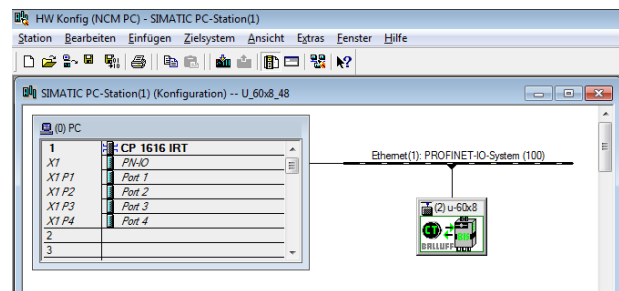 HW Konfig (NCM PC) - SIMATIC PC-Station(1)
Station Bearbeiten Einfügen Zielsystem Ansicht Extras Fenster Hilfe
SIMATIC PC-Station(1) (Konfiguration) -- U_60x8_48
(0) PC
1 CP 1616 IRT
X1 PN-IO
X1 P1 Port 1
X1 P2 Port 2
X1 P3 Port 3
X1 P4 Port 4
2
3
Ethernet(1): PROFINET-IO-System (100)
(2) u-60x8
BALLUFF